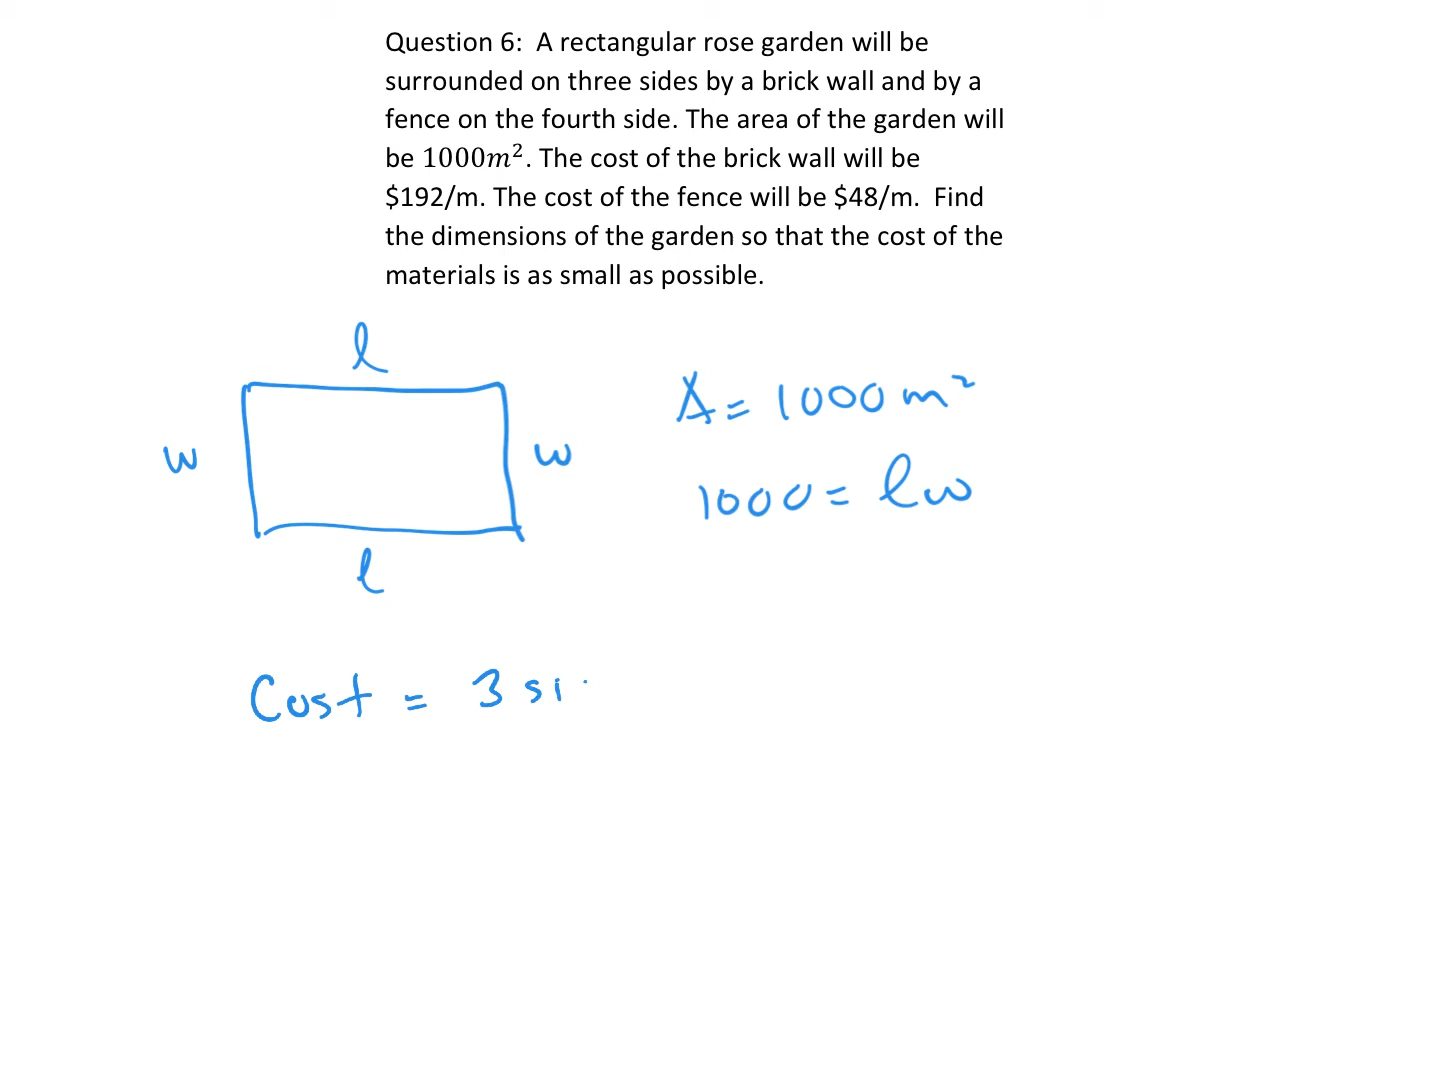 Question 6: A rectangular rose garden will be
surrounded on three sides by a brick wall and by a
fence on the fourth side. The area of the garden will
be 1000m². The cost of the brick wall will be
$192/m. The cost of the fence will be $48/m. Find
the dimensions of the garden so that the cost of the
materials is as small as possible.
l
w
w
l
A = 1000 m²
1000 = lw
Cost = 3 si